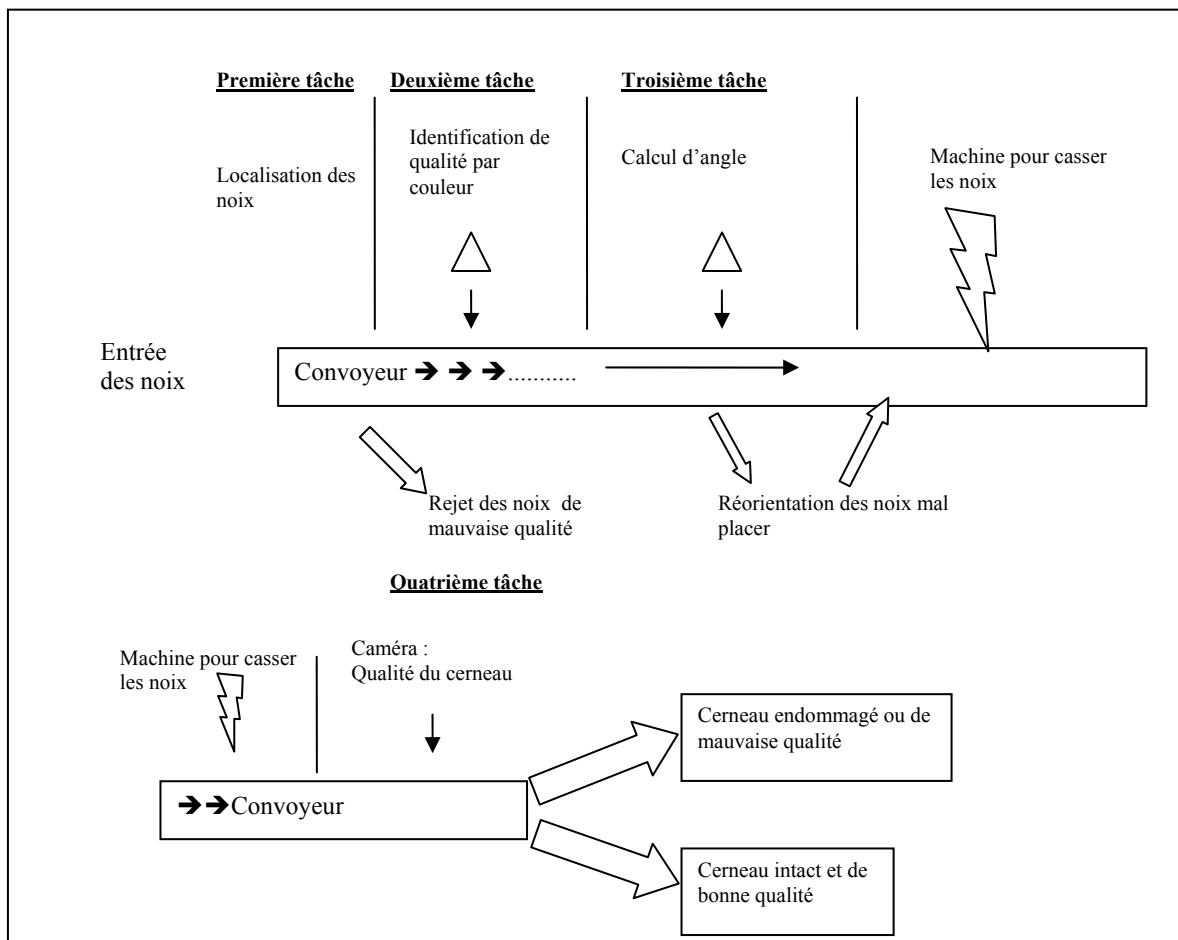 Première tâche
Deuxième tâche
Troisième tâche
Localisation des
noix
Identification de
qualité par
couleur
Calcul d’angle
Machine pour casser
les noix
Entrée
des noix
Convoyeur ➔ ➔ ➔...........
Rejet des noix de
mauvaise qualité
Réorientation des noix mal
placer
Quatrième tâche
Machine pour casser
les noix
Caméra :
Qualité du cerneau
➔➔Convoyeur
Cerneau endommagé ou de
mauvaise qualité
Cerneau intact et de
bonne qualité